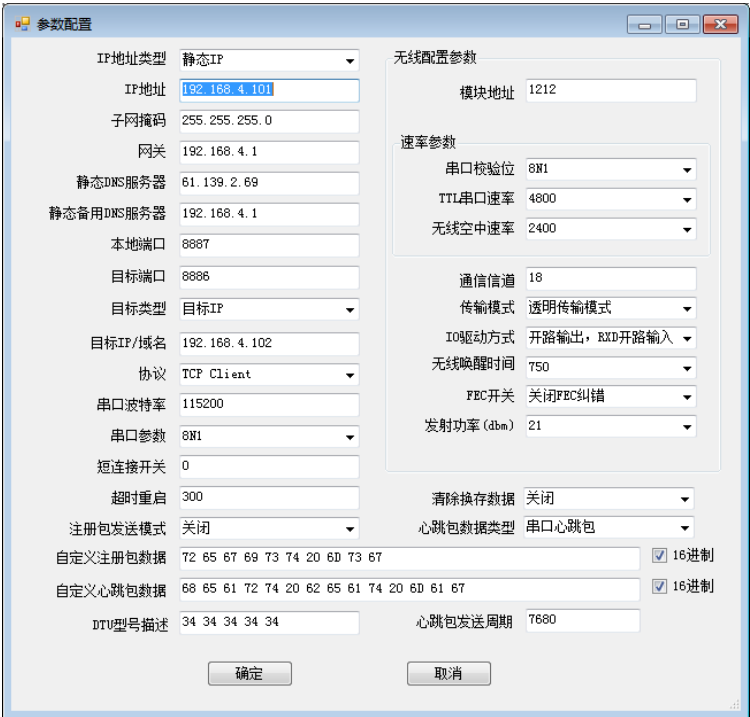 参数配置
IP地址类型 静态IP
IP地址 192.168.4.101
子网掩码 255.255.255.0
网关 192.168.4.1
静态DNS服务器 61.139.2.69
静态备用DNS服务器 192.168.4.1
本地端口 8887
目标端口 8886
目标类型 目标IP
目标IP/域名 192.168.4.102
协议 TCP Client
串口波特率 115200
串口参数 8N1
短连接开关 0
超时重启 300
注册包发送模式 关闭
无线配置参数
模块地址 1212
速率参数
串口校验位 8N1
TTL串口速率 4800
无线空中速率 2400
通信信道 18
传输模式 透明传输模式
IO驱动方式 开路输出，RXD开路输入
无线唤醒时间 750
FEC开关 关闭FEC纠错
发射功率(dbm) 21
清除换存数据 关闭
心跳包数据类型 串口心跳包
自定义注册包数据 72 65 67 69 73 74 20 6D 73 67 16进制
自定义心跳包数据 68 65 61 72 74 20 62 65 61 74 20 6D 61 67 16进制
DTU型号描述 34 34 34 34 34 心跳包发送周期 7680
确定 取消